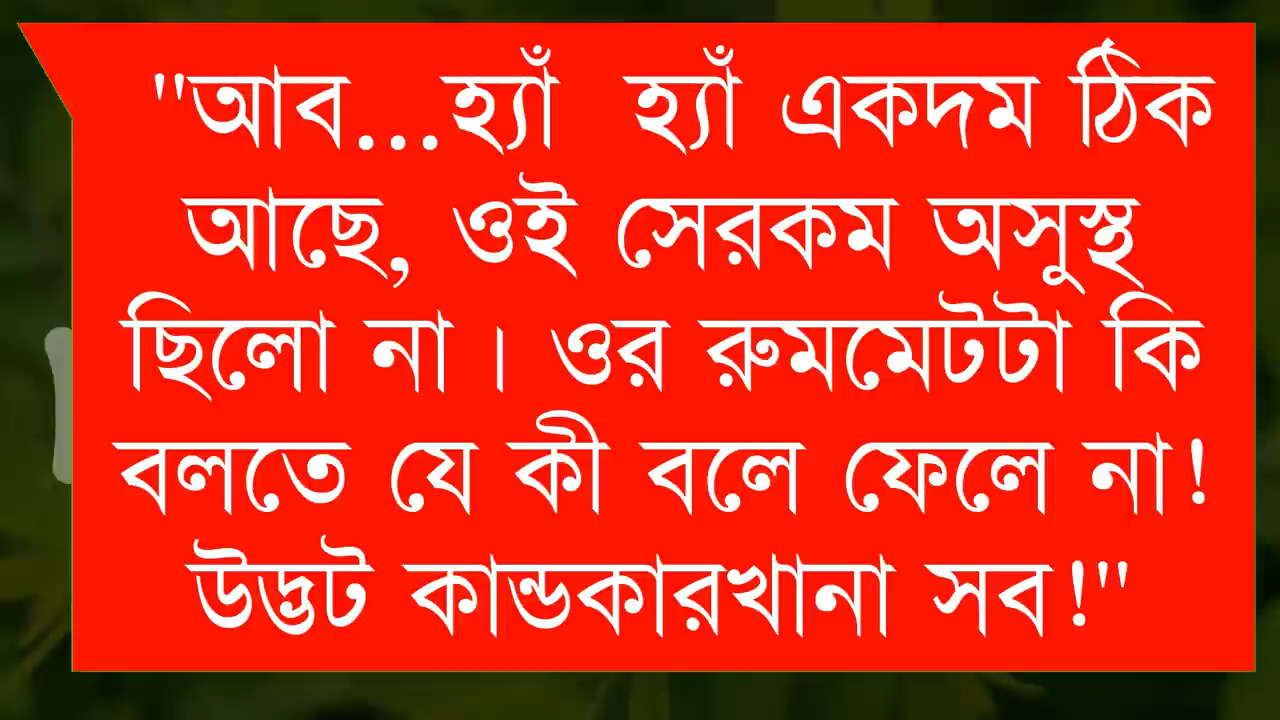 "আব...হ্যাঁ হ্যাঁ একদম ঠিক
আছে, ওই সেরকম অসুস্থ
ছিলো না। ওর রুমমেটটা কি
বলতে যে কী বলে ফেলে না!
উদ্ভট কান্ডকারখানা সব!"